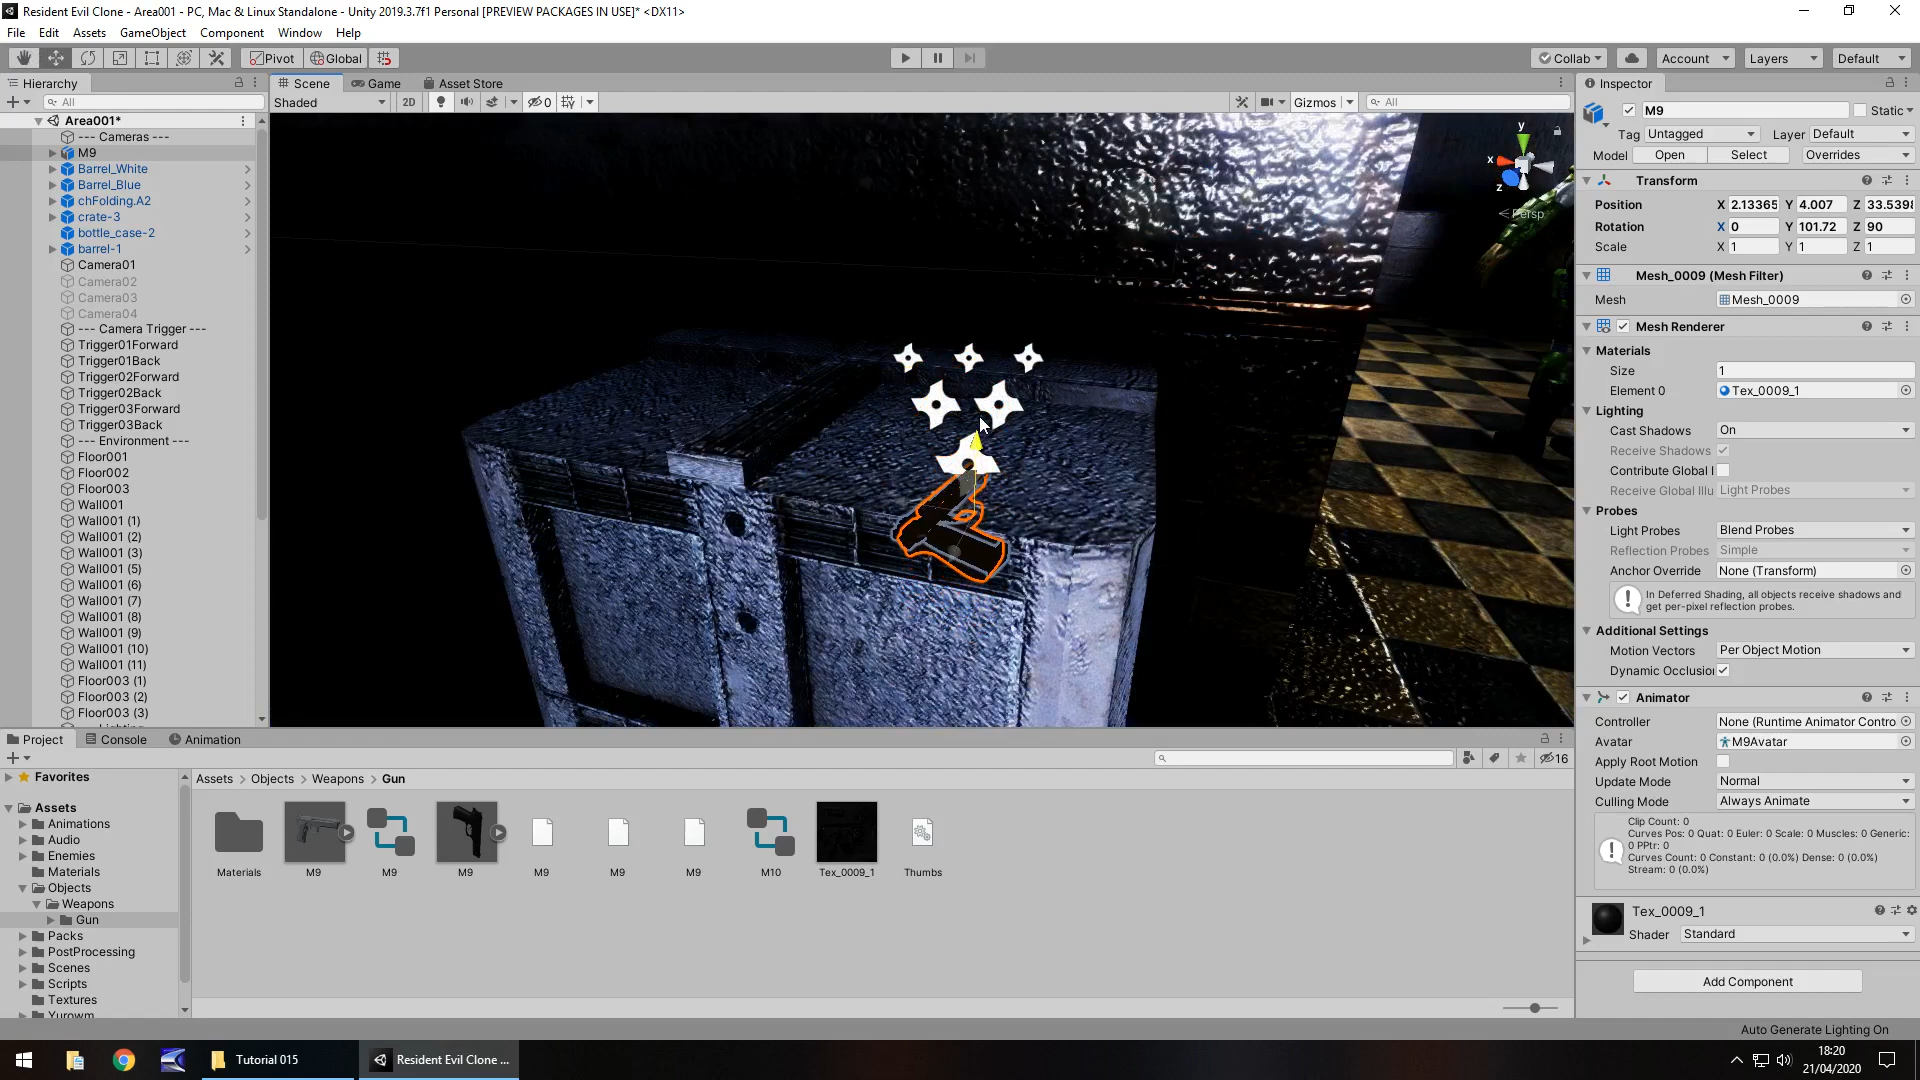 Resident Evil Clone - Area001 - PC, Mac & Linux Standalone - Unity 2019.3.7f1 Personal [PREVIEW PACKAGES IN USE]* <DX11>
File Edit Assets GameObject Component Window Help
Pivot Global Collab Account Layers Default
Hierarchy
All
Area001*
--- Cameras ---
M9
Barrel_White
Barrel_Blue
chFolding.A2
crate-3
bottle_case-2
barrel-1
Camera01
Camera02
Camera03
Camera04
--- Camera Trigger ---
Trigger01Forward
Trigger01Back
Trigger02Forward
Trigger02Back
Trigger03Forward
Trigger03Back
--- Environment ---
Floor001
Floor002
Floor003
Wall001
Wall001 (1)
Wall001 (2)
Wall001 (3)
Wall001 (5)
Wall001 (6)
Wall001 (7)
Wall001 (8)
Wall001 (9)
Wall001 (10)
Wall001 (11)
Floor003 (1)
Floor003 (2)
Floor003 (3)
Scene Game Asset Store
Shaded 2D 0 Gizmos All
y
x
z
Persp
Inspector
M9 Static
Tag Untagged Layer Default
Model Open Select Overrides
Transform
Position X 2.13365 Y 4.007 Z 33.5398
Rotation X 0 Y 101.72 Z 90
Scale X 1 Y 1 Z 1
Mesh_0009 (Mesh Filter)
Mesh Mesh_0009
Mesh Renderer
Materials
Size 1
Element 0 Tex_0009_1
Lighting
Cast Shadows On
Receive Shadows
Contribute Global I
Receive Global Illu Light Probes
Probes
Light Probes Blend Probes
Reflection Probes Simple
Anchor Override None (Transform)
In Deferred Shading, all objects receive shadows and
get per-pixel reflection probes.
Additional Settings
Motion Vectors Per Object Motion
Dynamic Occlusion
Animator
Controller None (Runtime Animator Contro
Avatar M9Avatar
Apply Root Motion
Update Mode Normal
Culling Mode Always Animate
Clip Count: 0
Curves Pos: 0 Quat: 0 Euler: 0 Scale: 0 Muscles: 0 Generic:
0 PPtr: 0
Curves Count: 0 Constant: 0 (0.0%) Dense: 0 (0.0%)
Stream: 0 (0.0%)
Tex_0009_1
Shader Standard
Add Component
Auto Generate Lighting On
Project Console Animation
16
Favorites
Assets
Animations
Audio
Enemies
Materials
Objects
Weapons
Gun
Packs
PostProcessing
Scenes
Scripts
Textures
Yurowm
Assets > Objects > Weapons > Gun
Materials M9 M9 M9 M9 M9 M9 M10 Tex_0009_1 Thumbs
Tutorial 015 Resident Evil Clone ...
18:20
21/04/2020